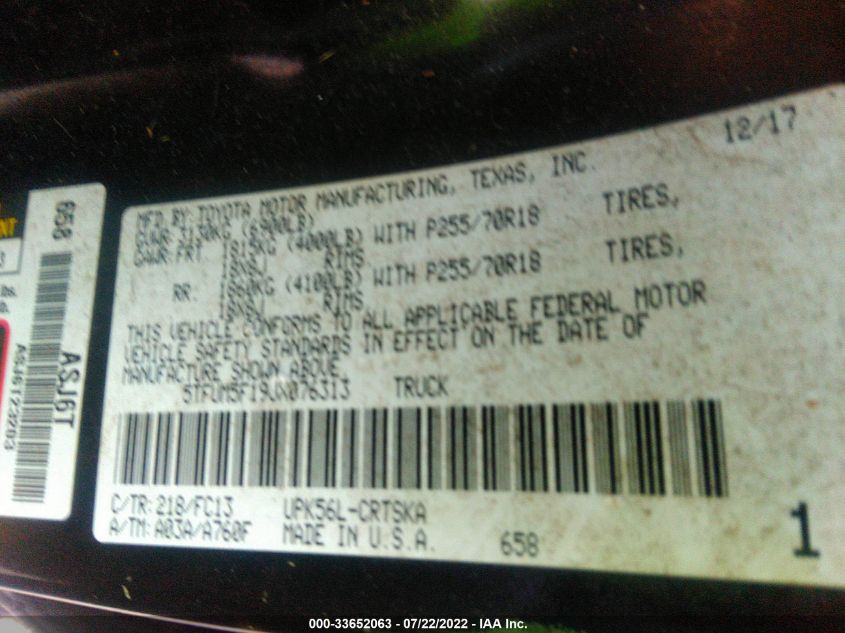 12/17
MFD. BY: TOYOTA MOTOR MANUFACTURING, TEXAS, INC.
GVWR: 3130KG (6900LB)
GAWR: FRT. 1815KG (4000LB) WITH P255/70R18 TIRES,
18X8J RIMS
RR. 1860KG (4100LB) WITH P255/70R18 TIRES,
18X8J RIMS
THIS VEHICLE CONFORMS TO ALL APPLICABLE FEDERAL MOTOR
VEHICLE SAFETY STANDARDS IN EFFECT ON THE DATE OF
MANUFACTURE SHOWN ABOVE.
5TFUM5F19JX076313 TRUCK
C/TR: 218/FC13 UPK56L-CRTSKA
A/TM: A03A/A760F MADE IN U.S.A. 658
1
658
ASJ6T
000-33652063 - 07/22/2022 - IAA Inc.